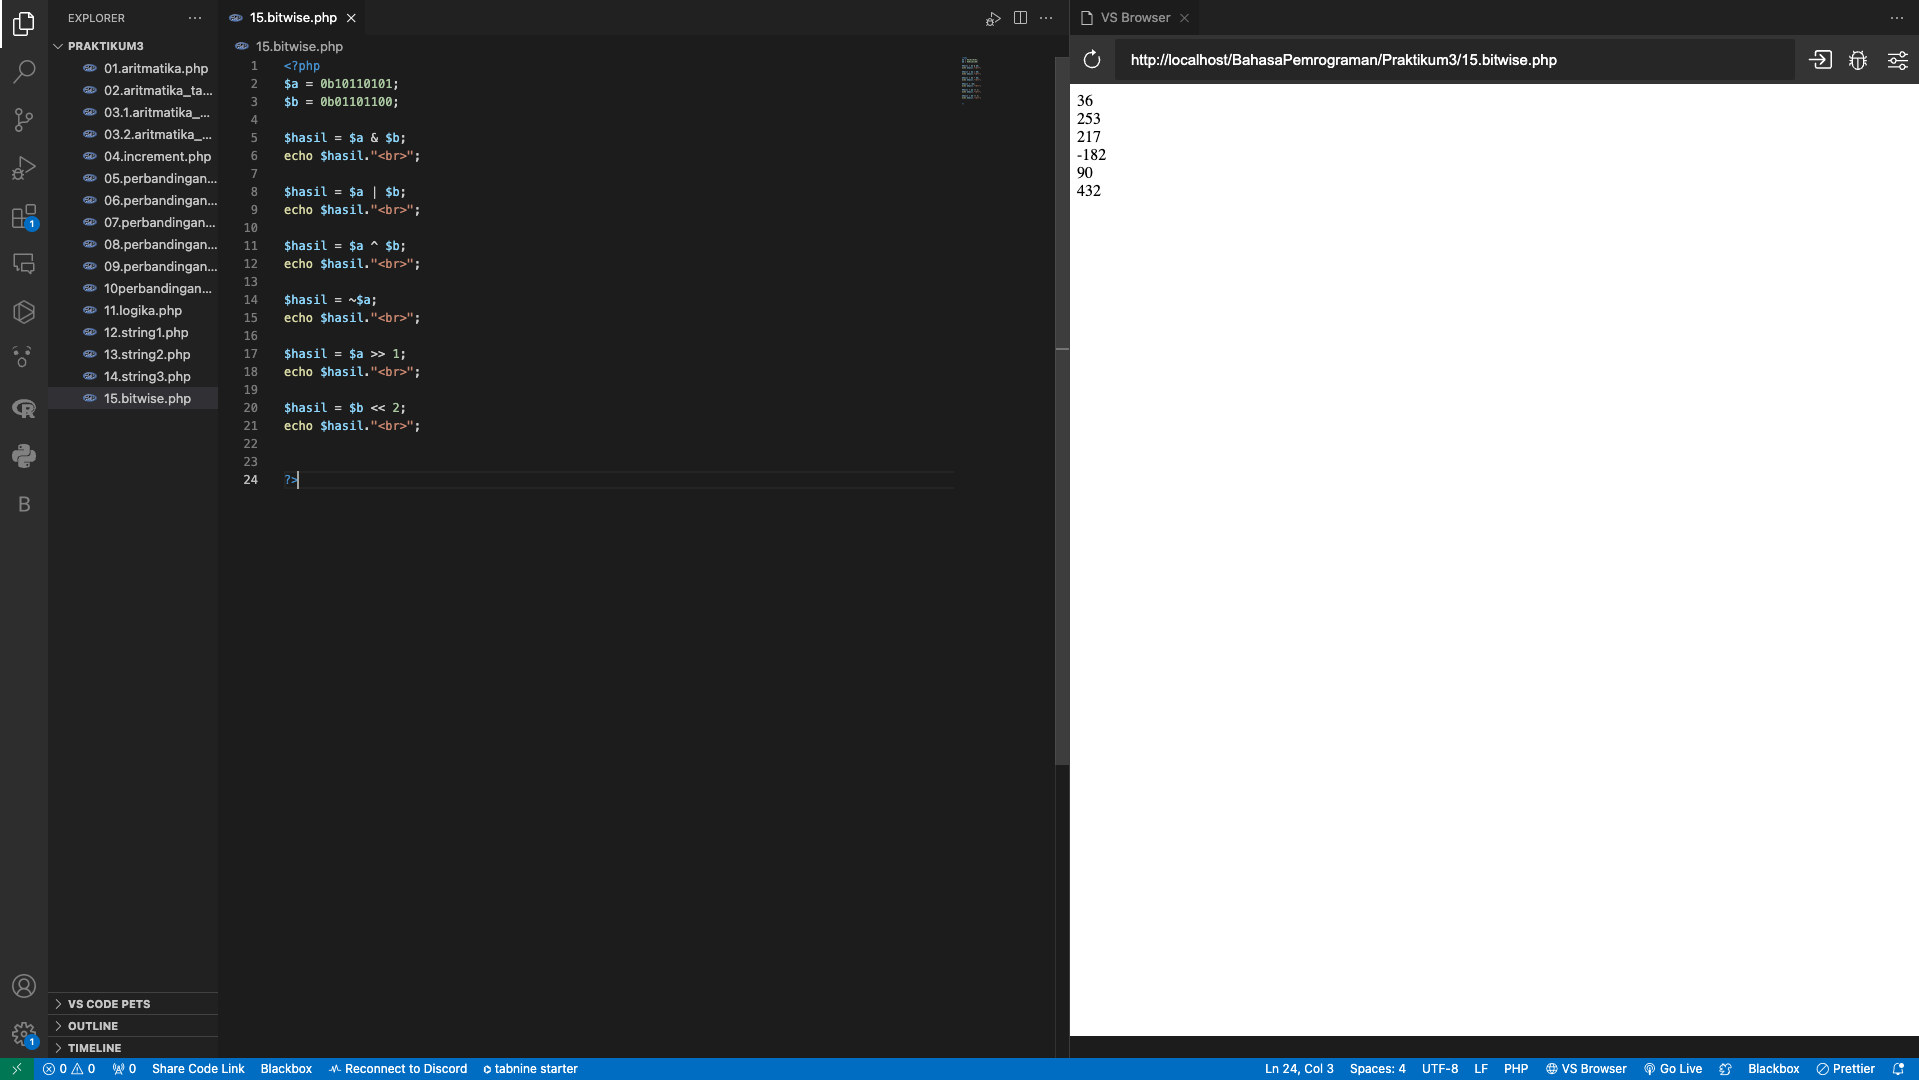 EXPLORER
PRAKTIKUM3
01.aritmatika.php
02.aritmatika_ta...
03.1.aritmatika_...
03.2.aritmatika_...
04.increment.php
05.perbandingan...
06.perbandingan...
07.perbandingan...
08.perbandingan...
09.perbandingan...
10perbandingan...
11.logika.php
12.string1.php
13.string2.php
14.string3.php
15.bitwise.php
VS CODE PETS
OUTLINE
TIMELINE
15.bitwise.php
15.bitwise.php
1 <?php
2 $a = 0b10110101;
3 $b = 0b01101100;
4
5 $hasil = $a & $b;
6 echo $hasil."<br>";
7
8 $hasil = $a | $b;
9 echo $hasil."<br>";
10
11 $hasil = $a ^ $b;
12 echo $hasil."<br>";
13
14 $hasil = ~$a;
15 echo $hasil."<br>";
16
17 $hasil = $a >> 1;
18 echo $hasil."<br>";
19
20 $hasil = $b << 2;
21 echo $hasil."<br>";
22
23
24 ?>
VS Browser
http://localhost/BahasaPemrograman/Praktikum3/15.bitwise.php
36
253
217
-182
90
432
B
1
1
0 0 0 Share Code Link Blackbox Reconnect to Discord tabnine starter Ln 24, Col 3 Spaces: 4 UTF-8 LF PHP VS Browser Go Live Blackbox Prettier